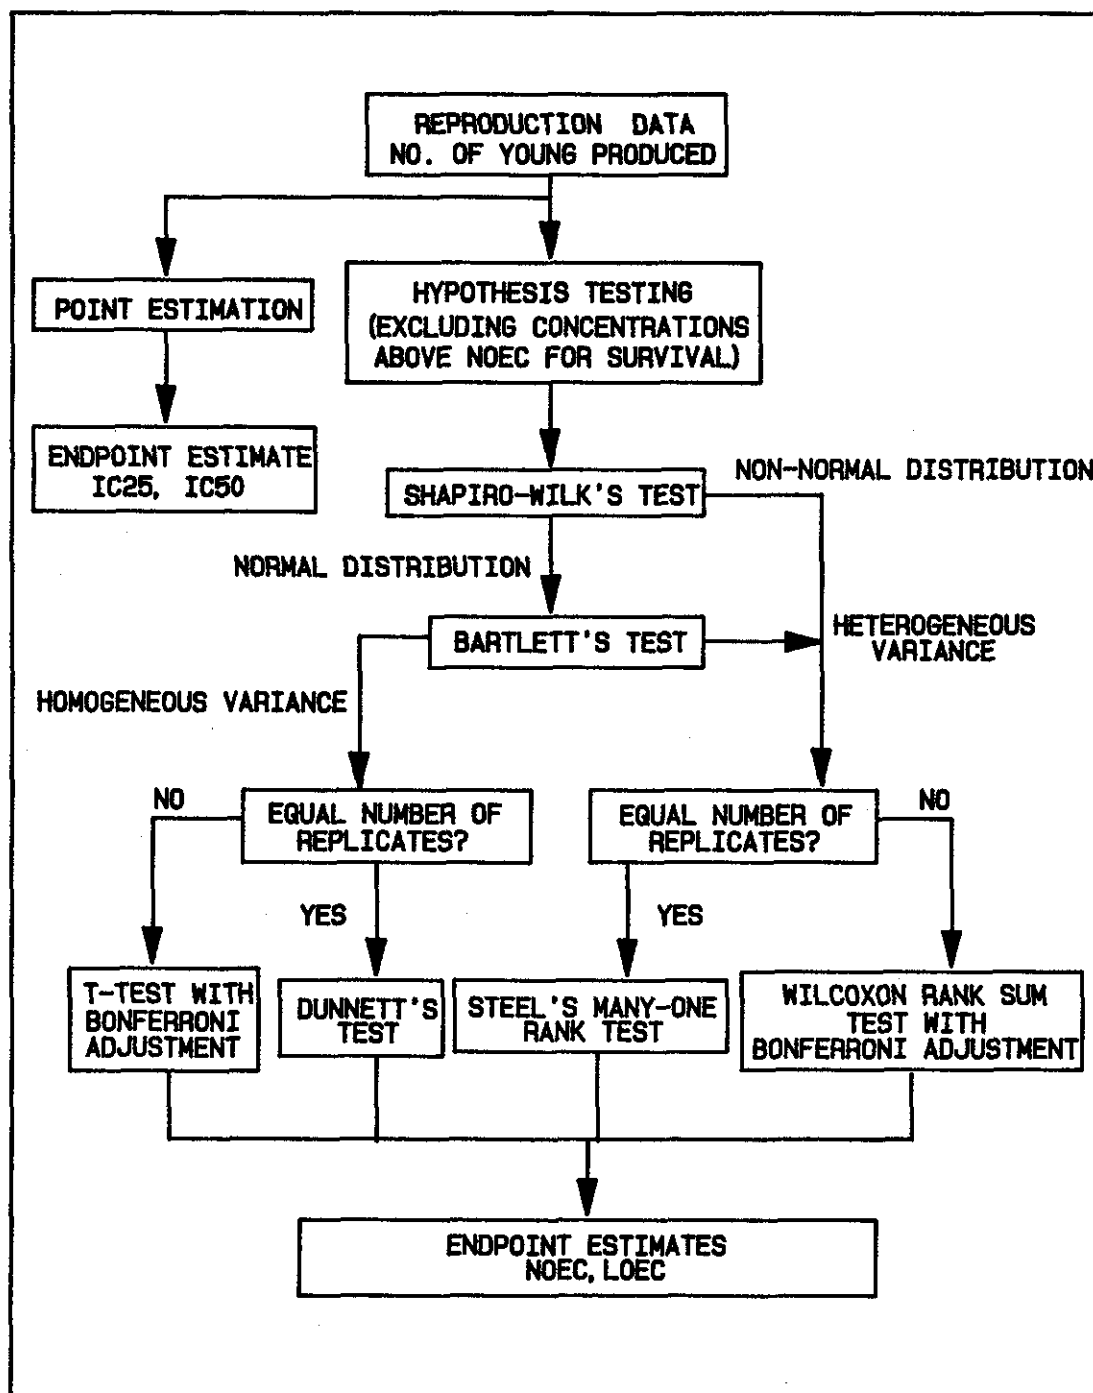 REPRODUCTION DATA
NO. OF YOUNG PRODUCED
POINT ESTIMATION
HYPOTHESIS TESTING
(EXCLUDING CONCENTRATIONS
ABOVE NOEC FOR SURVIVAL)
ENDPOINT ESTIMATE
IC25, IC50
SHAPIRO-WILK'S TEST
NON-NORMAL DISTRIBUTION
NORMAL DISTRIBUTION
BARTLETT'S TEST
HETEROGENEOUS
VARIANCE
HOMOGENEOUS VARIANCE
NO
EQUAL NUMBER OF
REPLICATES?
EQUAL NUMBER OF
REPLICATES?
NO
YES
YES
T-TEST WITH
BONFERRONI
ADJUSTMENT
DUNNETT'S
TEST
STEEL'S MANY-ONE
RANK TEST
WILCOXON RANK SUM
TEST WITH
BONFERRONI ADJUSTMENT
ENDPOINT ESTIMATES
NOEC, LOEC